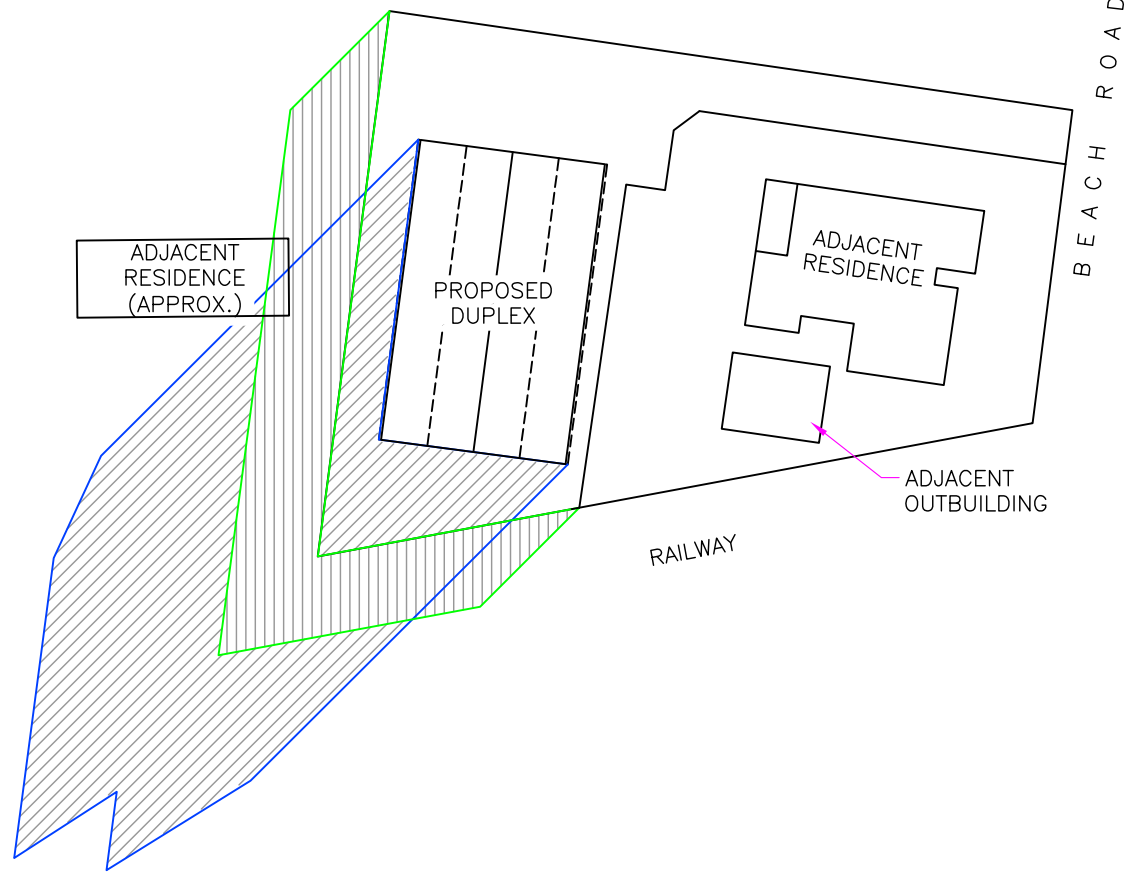 BEACH ROAD
ADJACENT
RESIDENCE
(APPROX.)
ADJACENT
RESIDENCE
PROPOSED
DUPLEX
ADJACENT
OUTBUILDING
RAILWAY